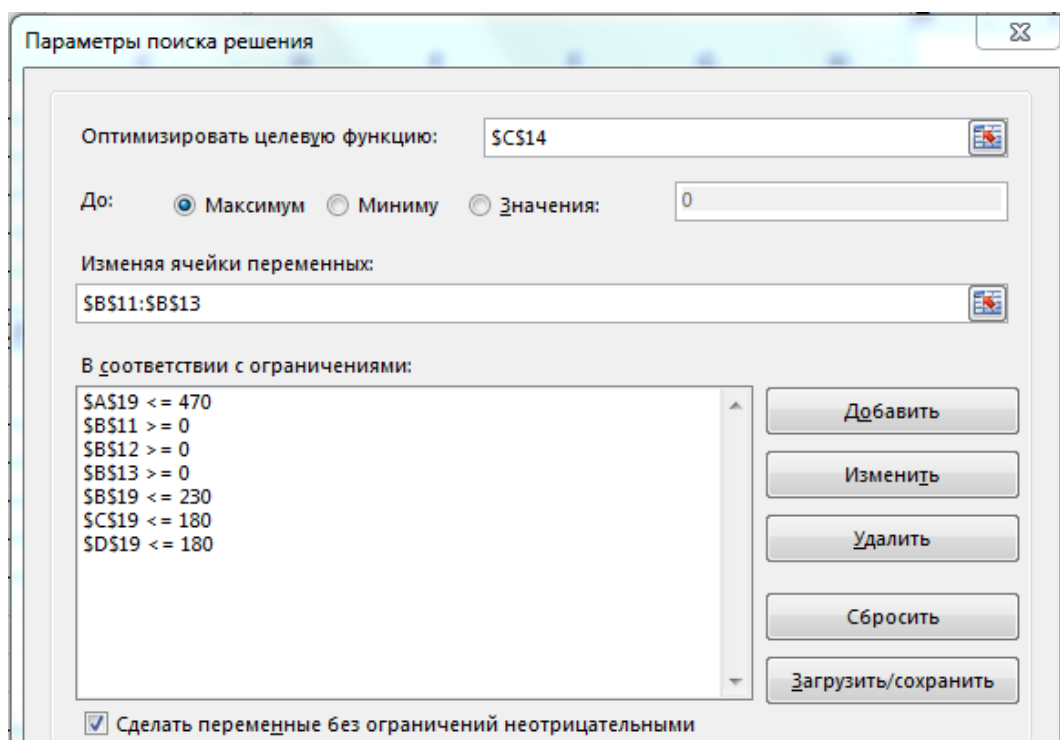 Параметры поиска решения
Оптимизировать целевую функцию: $C$14
До: Максимум Миниму Значения: 0
Изменяя ячейки переменных:
$B$11:$B$13
В соответствии с ограничениями:
$A$19 <= 470
$B$11 >= 0
$B$12 >= 0
$B$13 >= 0
$B$19 <= 230
$C$19 <= 180
$D$19 <= 180
Добавить
Изменить
Удалить
Сбросить
Загрузить/сохранить
Сделать переменные без ограничений неотрицательными